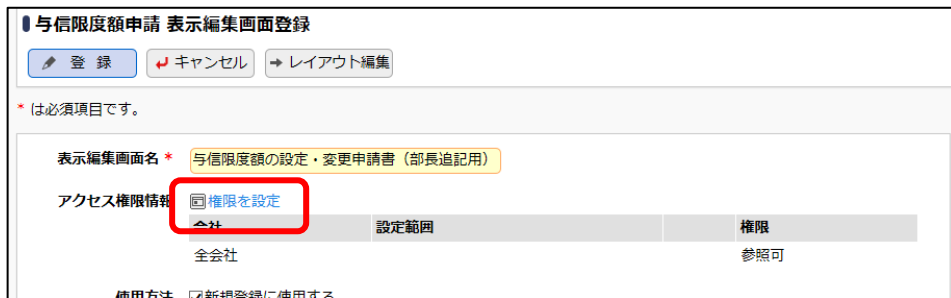 与信限度額申請 表示編集画面登録
登 録 キャンセル レイアウト編集
* は必須項目です。
表示編集画面名 * 与信限度額の設定・変更申請書（部長追記用）
アクセス権限情報 権限を設定
会社 設定範囲 権限
全会社 参照可
使用方法 新規登録に使用する